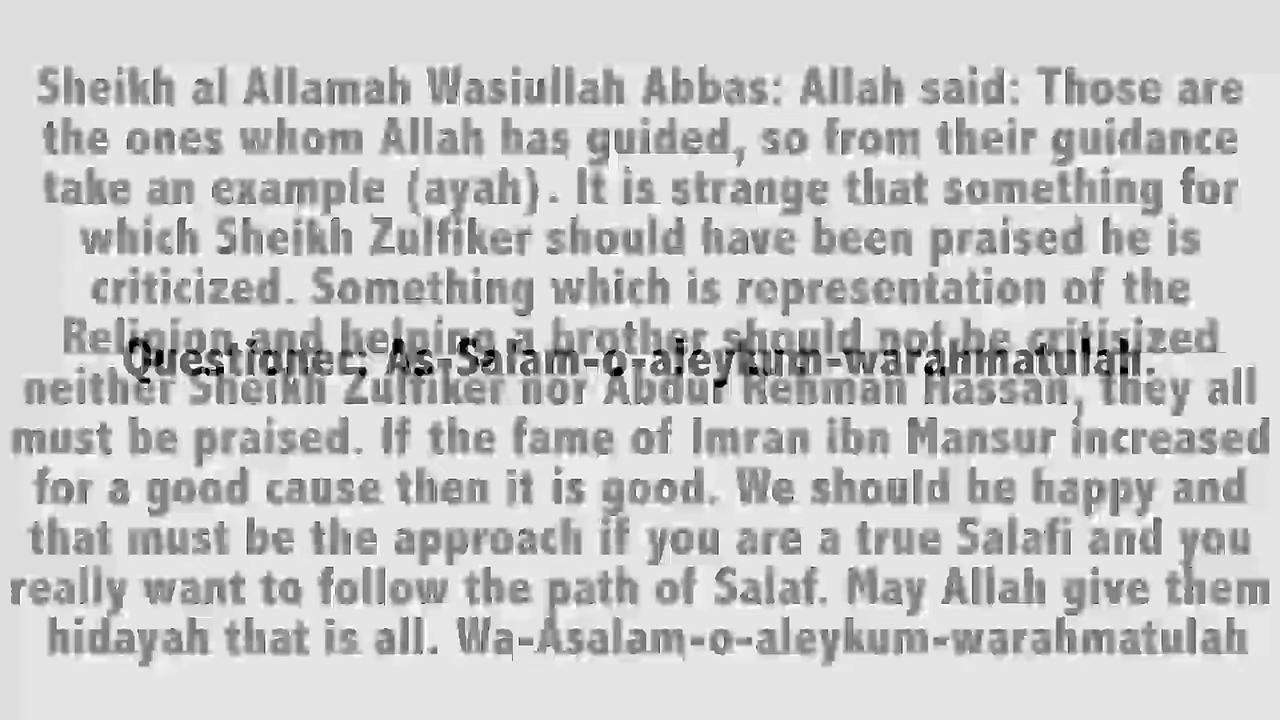 Sheikh al Allamah Wasiullah Abbas: Allah said: Those are
the ones whom Allah has guided, so from their guidance
take an example (ayah). It is strange that something for
which Sheikh Zulfiker should have been praised he is
criticized. Something which is representation of the
Religion and helping a brother should not be critisized
Questionec: As-Salam-o-aleykum-warahmatulah.
neither Sheikh Zulfiker nor Abdur Rehman Hassan, they all
must be praised. If the fame of Imran ibn Mansur increased
for a good cause then it is good. We should be happy and
that must be the approach if you are a true Salafi and you
really want to follow the path of Salaf. May Allah give them
hidayah that is all. Wa-Asalam-o-aleykum-warahmatulah